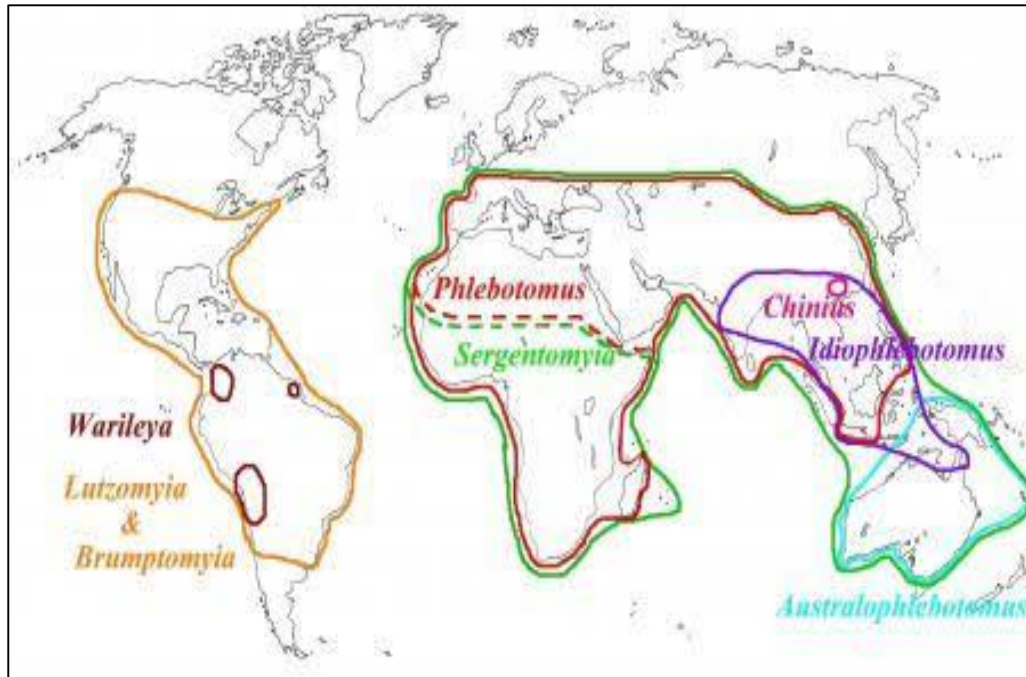 Phlebotomus
Sergentomyia
Chinius
Idiophlebotomus
Warileya
Lutzomyia
&
Brumptomyia
Australophlebotomus